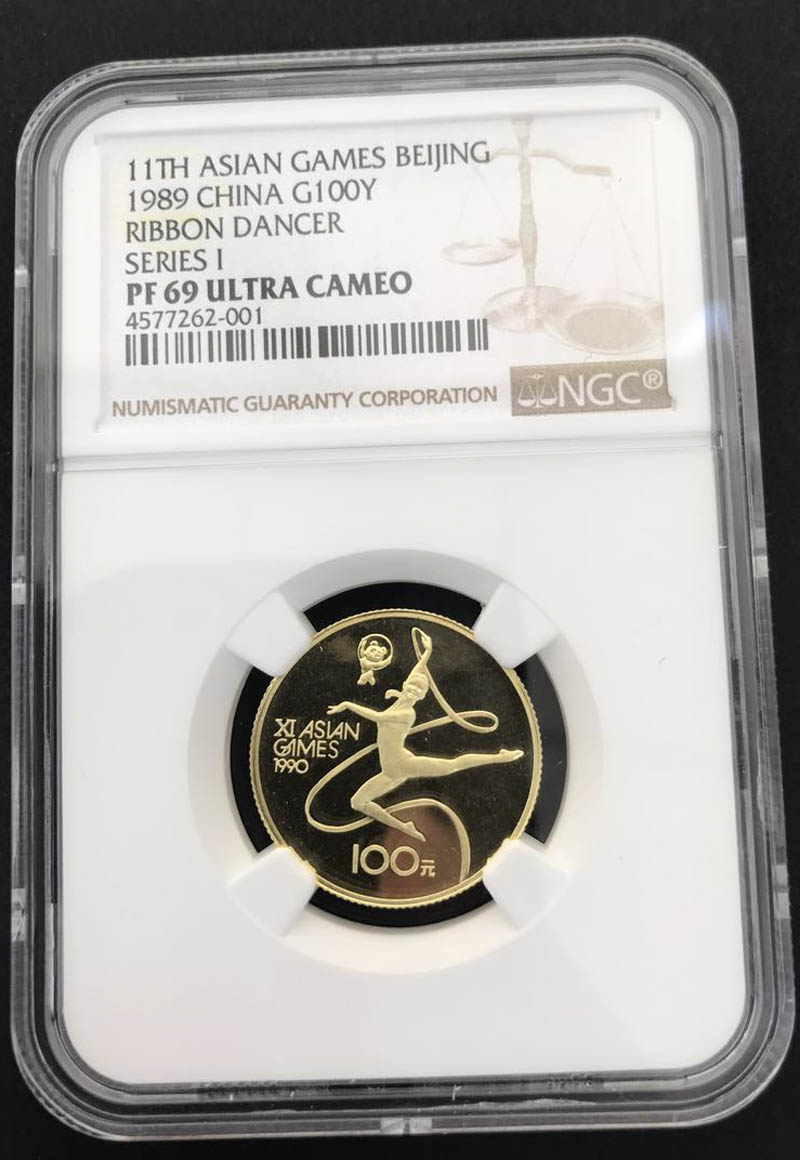 11TH ASIAN GAMES BEIJING
1989 CHINA G100Y
RIBBON DANCER
SERIES I
PF 69 ULTRA CAMEO
4577262-001
NUMISMATIC GUARANTY CORPORATION
NGC®
XI ASIAN
GAMES
1990
100元